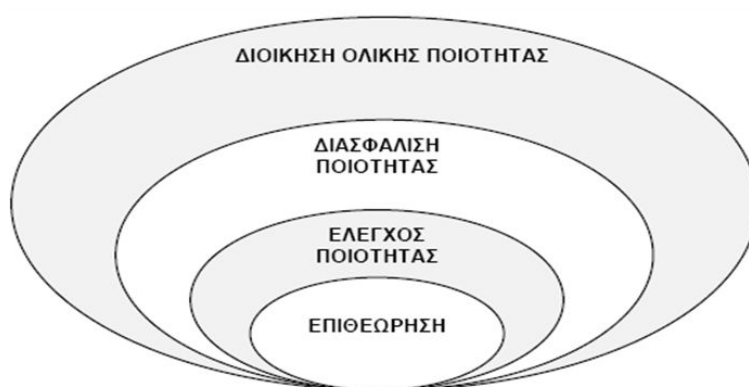 ΔΙΟΙΚΗΣΗ ΟΛΙΚΗΣ ΠΟΙΟΤΗΤΑΣ
ΔΙΑΣΦΑΛΙΣΗ
ΠΟΙΟΤΗΤΑΣ
ΕΛΕΓΧΟΣ
ΠΟΙΟΤΗΤΑΣ
ΕΠΙΘΕΩΡΗΣΗ